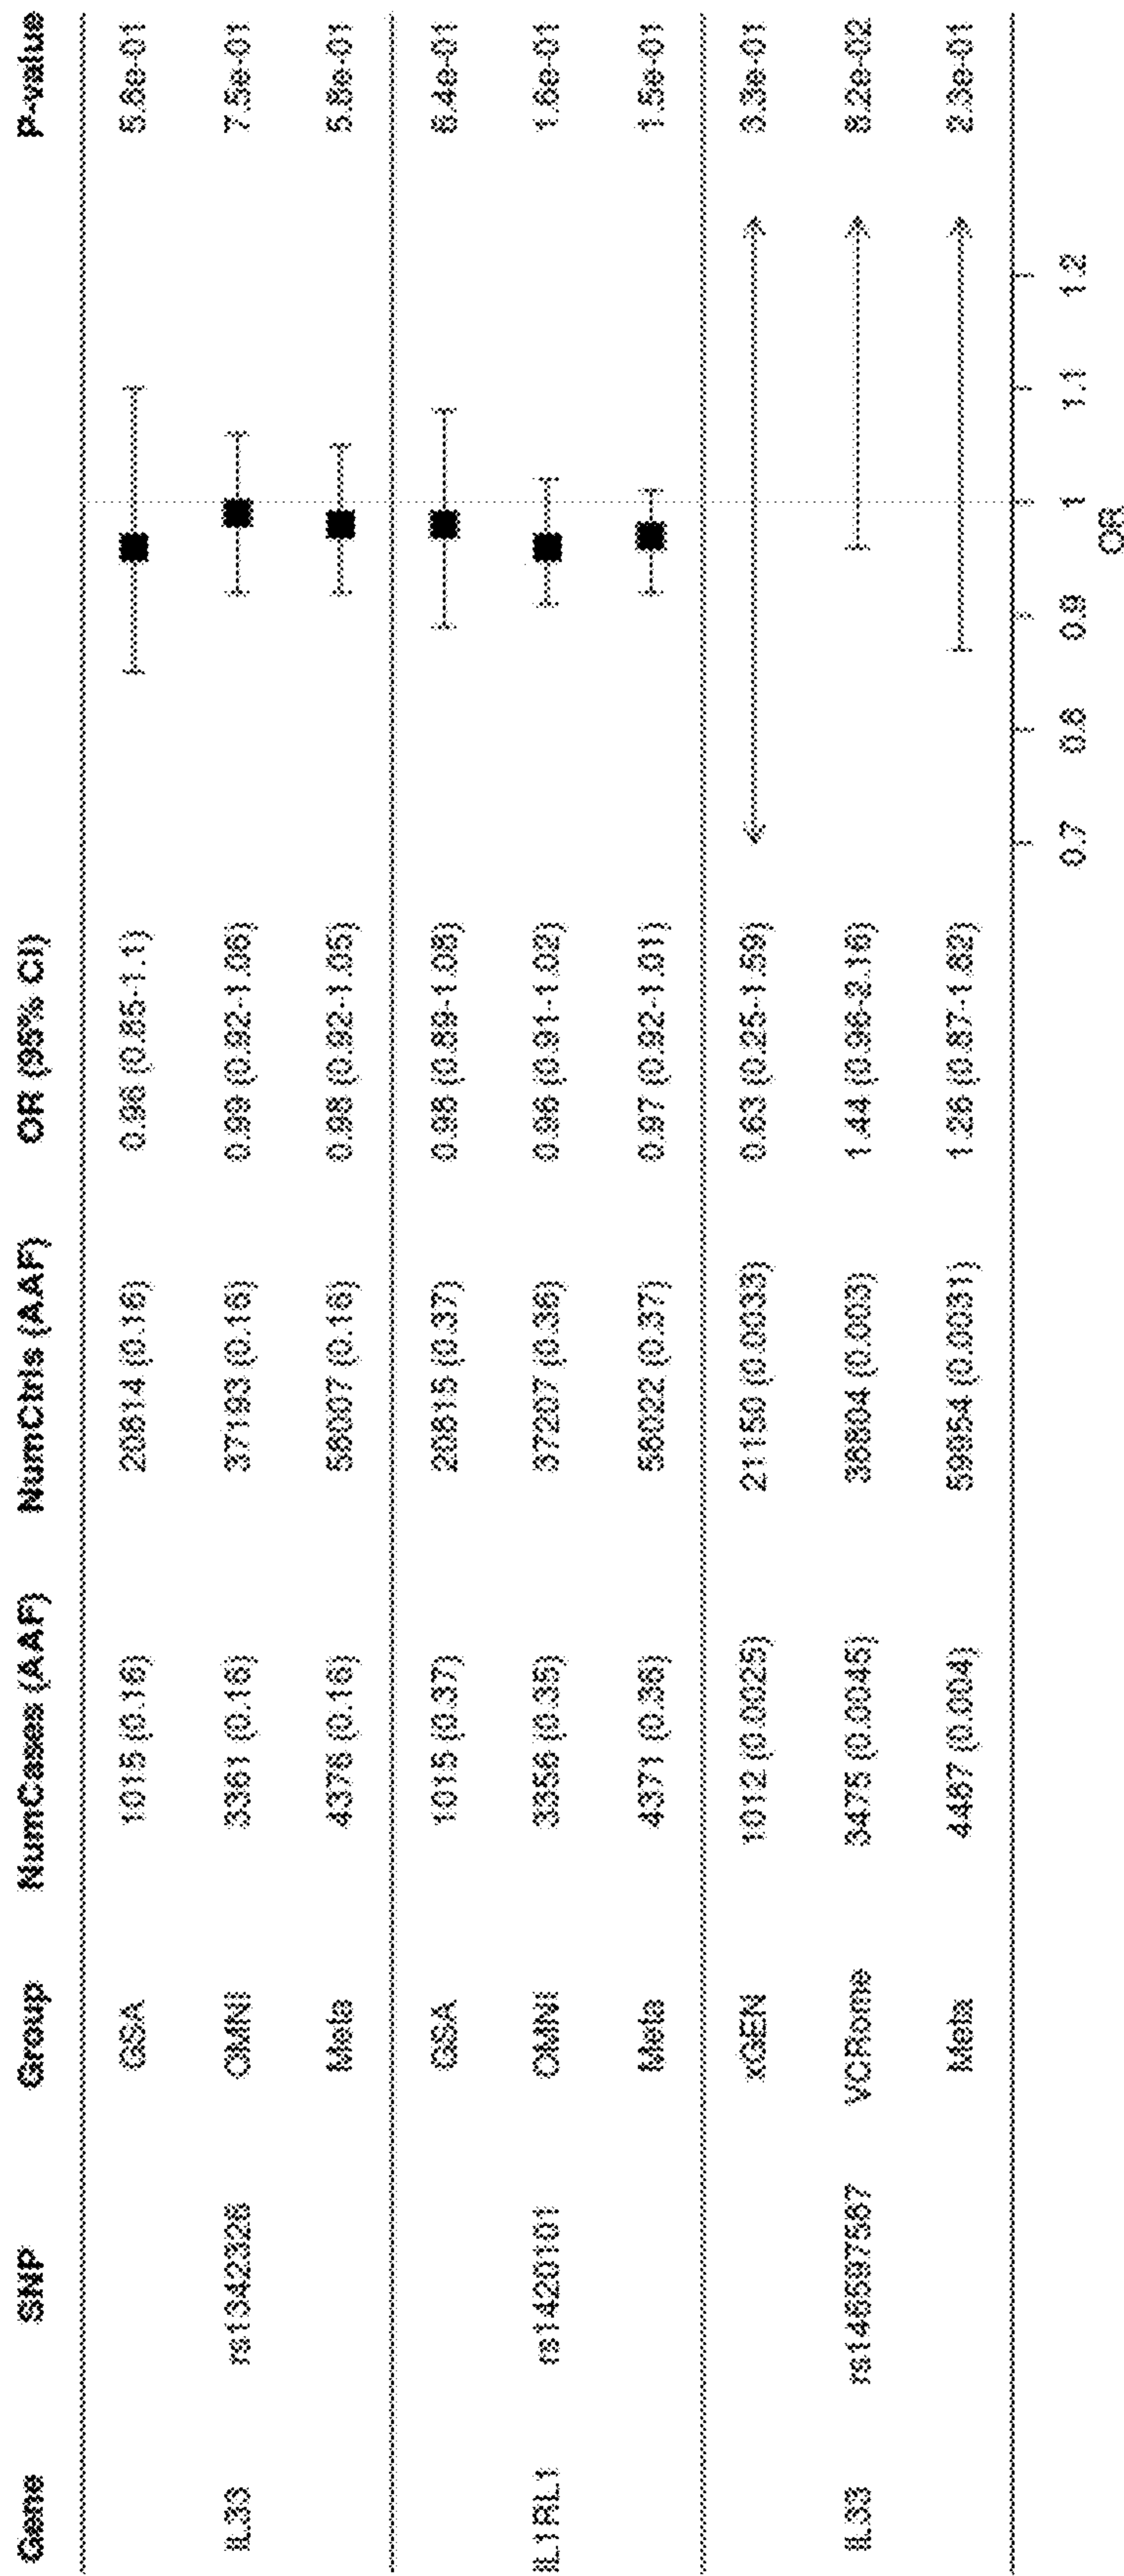 Gene SNP Group NumCases (AAF) NumCtrls (AAF) OR (95% CI) P-value
GSA 1015 (0.16) 20814 (0.16) 0.96 (0.85-1.1) 5.6e-01
IL33 rs1342326 OMNI 3361 (0.16) 37193 (0.16) 0.99 (0.92-1.06) 7.5e-01
Meta 4376 (0.16) 58007 (0.16) 0.98 (0.92-1.05) 5.8e-01
GSA 1015 (0.37) 20815 (0.37) 0.98 (0.89-1.08) 6.4e-01
IL1RL1 rs1420101 OMNI 3356 (0.35) 37207 (0.36) 0.96 (0.91-1.02) 1.6e-01
Meta 4371 (0.36) 58022 (0.37) 0.97 (0.92-1.01) 1.5e-01
xGEN 1012 (0.0025) 21150 (0.0033) 0.63 (0.25-1.59) 3.3e-01
IL33 rs146597587 VCRome 3475 (0.0045) 38804 (0.003) 1.44 (0.96-2.16) 8.2e-02
Meta 4487 (0.004) 59954 (0.0031) 1.26 (0.87-1.82) 2.3e-01
0.7 0.8 0.9 1 1.1 1.2
OR